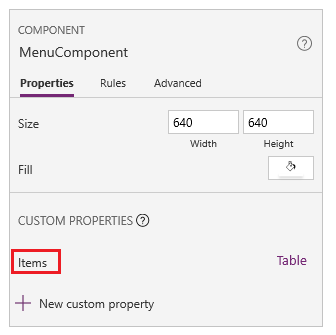 COMPONENT
MenuComponent
Properties Rules Advanced
Size 640 640
Width Height
Fill
CUSTOM PROPERTIES
Items Table
New custom property